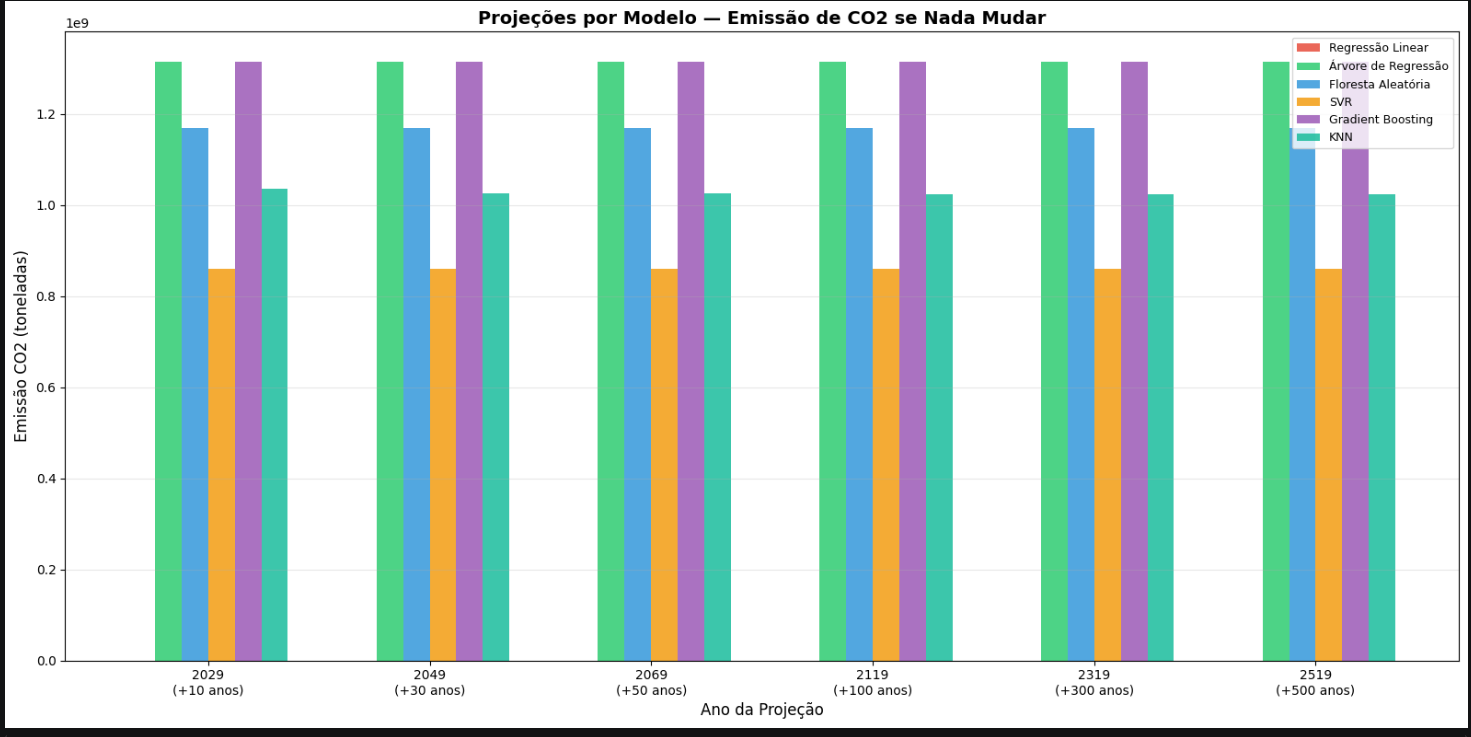 Projeções por Modelo — Emissão de CO2 se Nada Mudar
1e9
Regressão Linear
Árvore de Regressão
Floresta Aleatória
SVR
Gradient Boosting
KNN
Emissão CO2 (toneladas)
1.2
1.0
0.8
0.6
0.4
0.2
0.0
2029
(+10 anos)
2049
(+30 anos)
2069
(+50 anos)
2119
(+100 anos)
2319
(+300 anos)
2519
(+500 anos)
Ano da Projeção